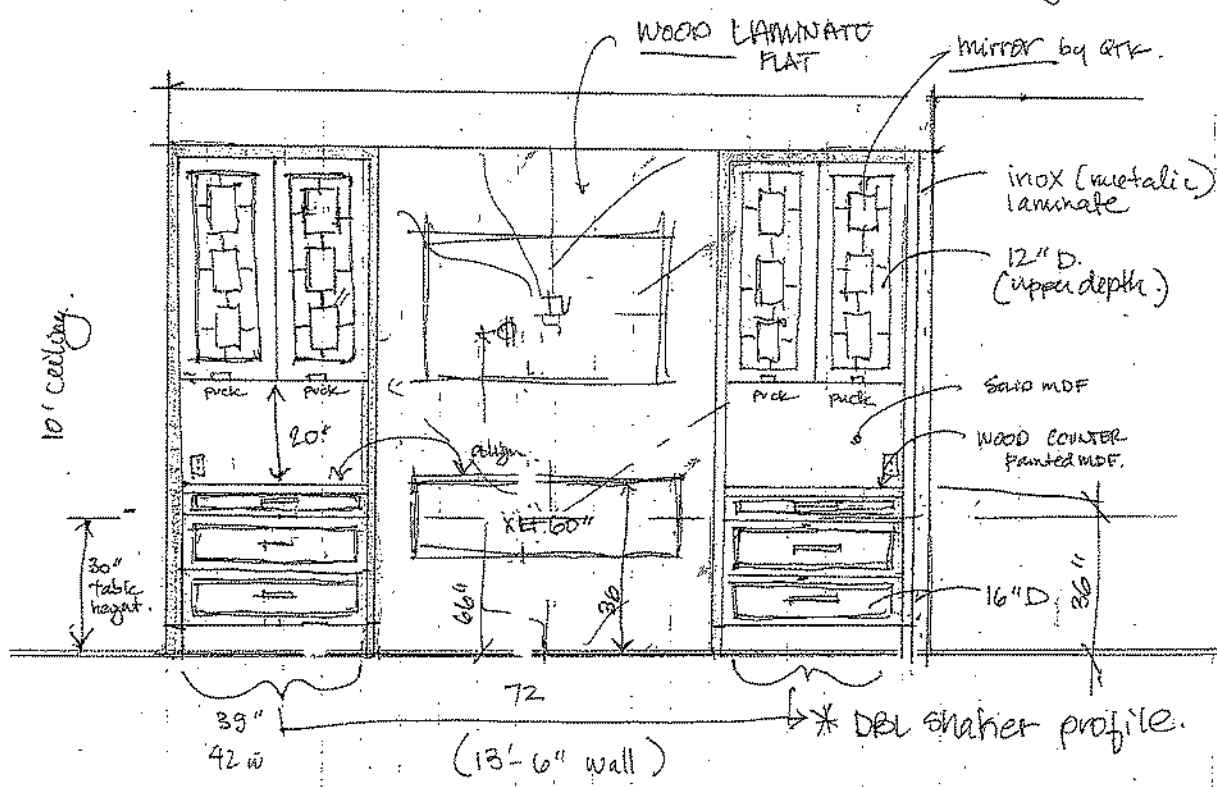 WOOD LAMINATE
FLAT
mirror by QTK.
inox (metalic)
laminate
12" D.
(upper depth.)
10' ceiling.
puck
puck
puck
puck
20"
align
Solid MDF
WOOD COUNTER
Painted MDF.
60"
30"
table
height.
66"
36
16" D
36"
39"
42 w
72
(13'-6" wall)
* DBL Shaker profile.